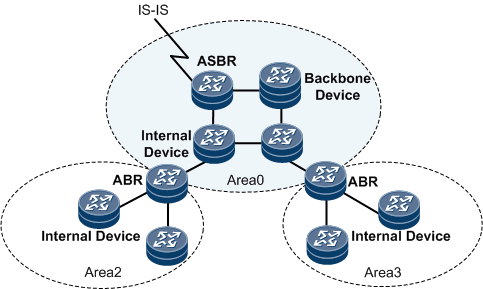 IS-IS
ASBR
Backbone
Device
Internal
Device
ABR
Area0
ABR
Internal Device
Internal Device
Area2
Area3